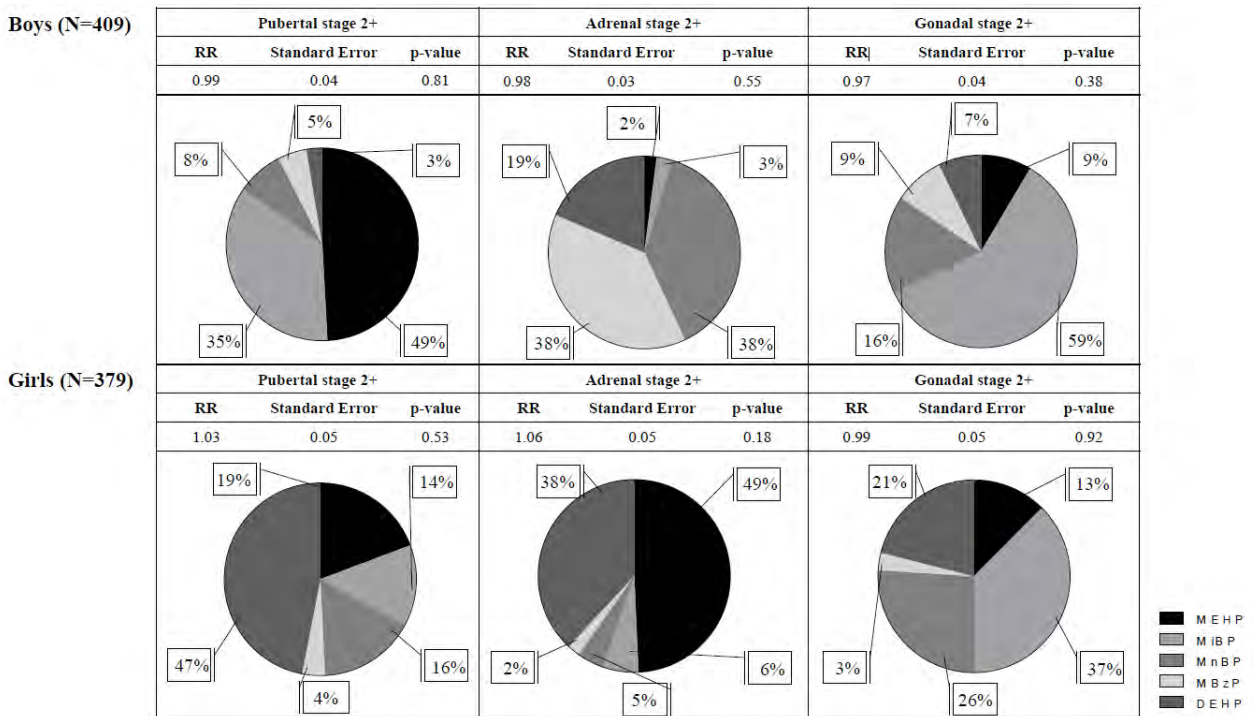 Boys (N=409)
Pubertal stage 2+ Adrenal stage 2+ Gonadal stage 2+
RR Standard Error p-value RR Standard Error p-value RR| Standard Error p-value
0.99 0.04 0.81 0.98 0.03 0.55 0.97 0.04 0.38
5% 2% 7%
8% 3% 19% 3% 9% 9%
35% 49% 38% 38% 16% 59%
Girls (N=379)
Pubertal stage 2+ Adrenal stage 2+ Gonadal stage 2+
RR Standard Error p-value RR Standard Error p-value RR Standard Error p-value
1.03 0.05 0.53 1.06 0.05 0.18 0.99 0.05 0.92
19% 14% 38% 49% 21% 13%
47% 16% 2% 6% 3% 37%
4% 5% 26%
MEHP
MiBP
MnBP
MBzP
DEHP